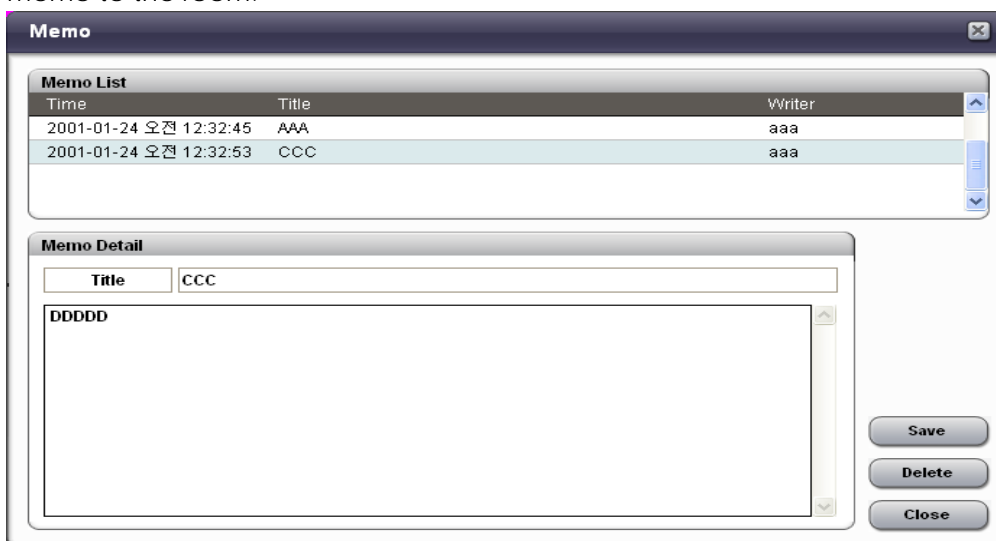 Memo
Memo List
Time Title Writer
2001-01-24 오전 12:32:45 AAA aaa
2001-01-24 오전 12:32:53 CCC aaa
Memo Detail
Title CCC
DDDDD
Save
Delete
Close